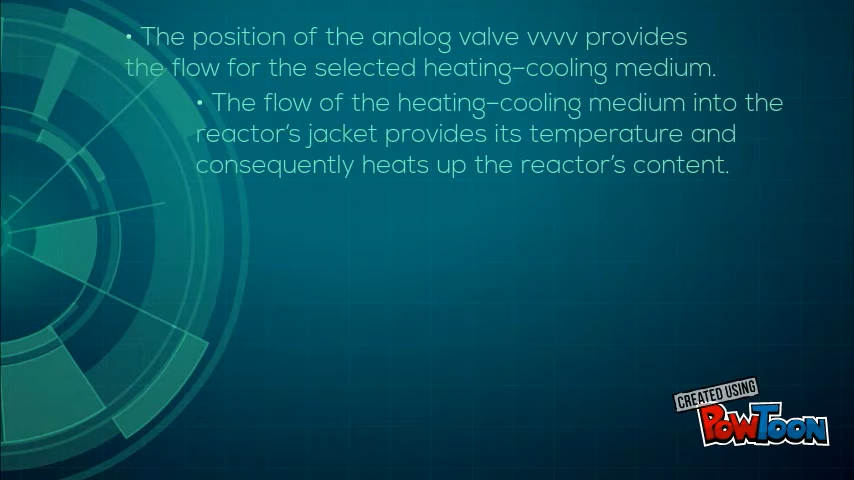 • The position of the analog valve vvvv provides
the flow for the selected heating–cooling medium.
• The flow of the heating–cooling medium into the
reactor’s jacket provides its temperature and
consequently heats up the reactor’s content.
CREATED USING
POWTOON